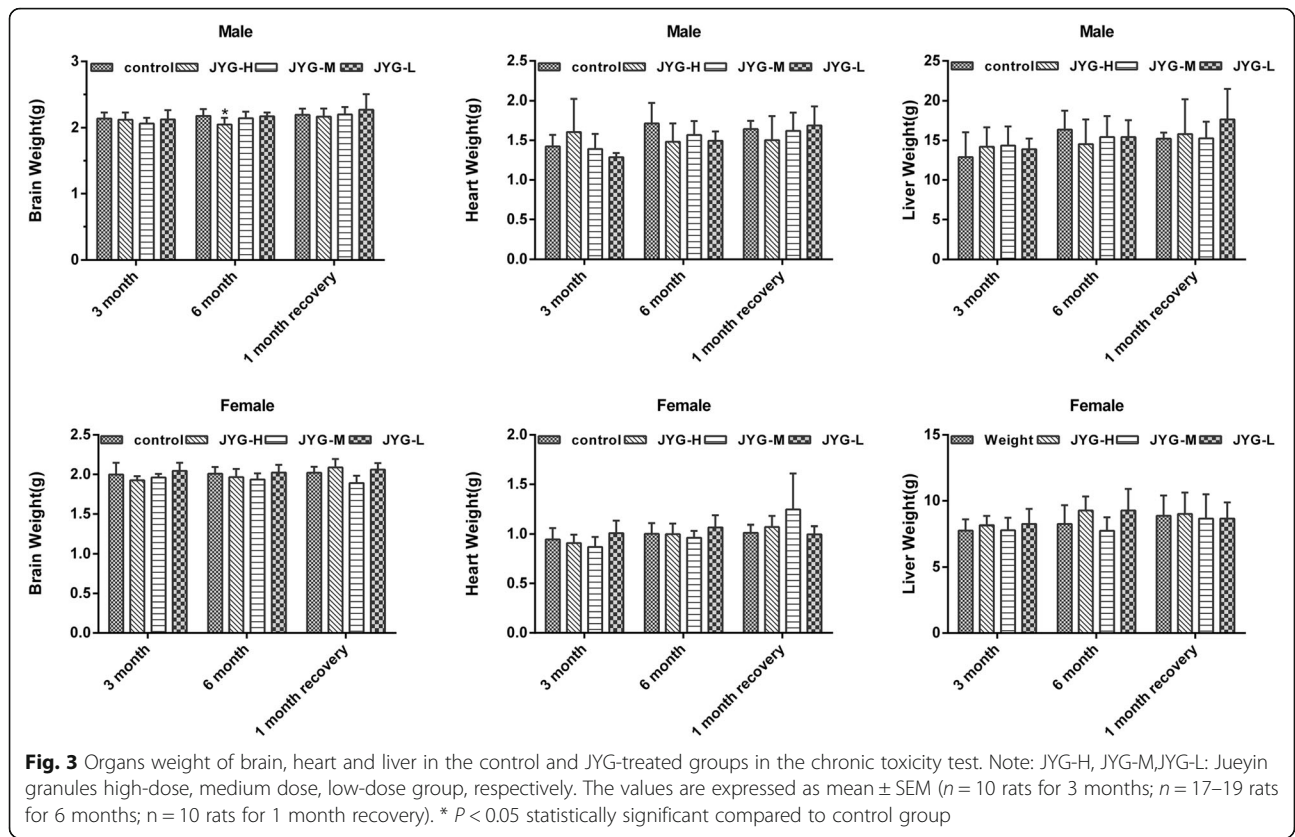 Male
control JYG-H JYG-M JYG-L
Brain Weight(g)
3
2
1
0
3 month
6 month
1 month recovery
*
Male
control JYG-H JYG-M JYG-L
Heart Weight(g)
2.5
2.0
1.5
1.0
0.5
0.0
3 month
6 month
1 month recovery
Male
control JYG-H JYG-M JYG-L
Liver Weight(g)
25
20
15
10
5
0
3 month
6 month
1 month recovery
Female
control JYG-H JYG-M JYG-L
Brain Weight(g)
2.5
2.0
1.5
1.0
0.5
0.0
3 month
6 month
1 month recovery
Female
control JYG-H JYG-M JYG-L
Heart Weight(g)
2.0
1.5
1.0
0.5
0.0
3 month
6 month
1 month recovery
Female
Weight JYG-H JYG-M JYG-L
Liver Weight(g)
15
10
5
0
3 month
6 month
1 month recovery
Fig. 3 Organs weight of brain, heart and liver in the control and JYG-treated groups in the chronic toxicity test. Note: JYG-H, JYG-M,JYG-L: Jueyin
granules high-dose, medium dose, low-dose group, respectively. The values are expressed as mean ± SEM (n = 10 rats for 3 months; n = 17–19 rats
for 6 months; n = 10 rats for 1 month recovery). * P < 0.05 statistically significant compared to control group